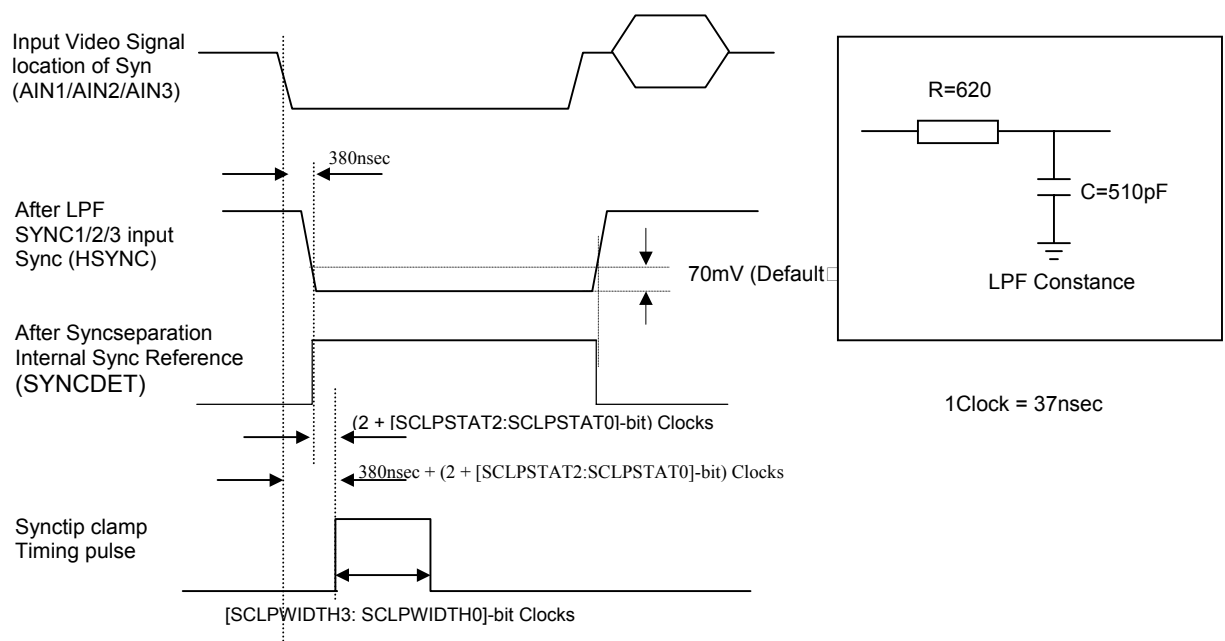 Input Video Signal
location of Syn
(AIN1/AIN2/AIN3)
R=620
380nsec
C=510pF
After LPF
SYNC1/2/3 input
Sync (HSYNC)
70mV (Default
LPF Constance
After Syncseparation
Internal Sync Reference
(SYNCDET)
1Clock = 37nsec
(2 + [SCLPSTAT2:SCLPSTAT0]-bit) Clocks
380nsec + (2 + [SCLPSTAT2:SCLPSTAT0]-bit) Clocks
Synctip clamp
Timing pulse
[SCLPWIDTH3: SCLPWIDTH0]-bit Clocks